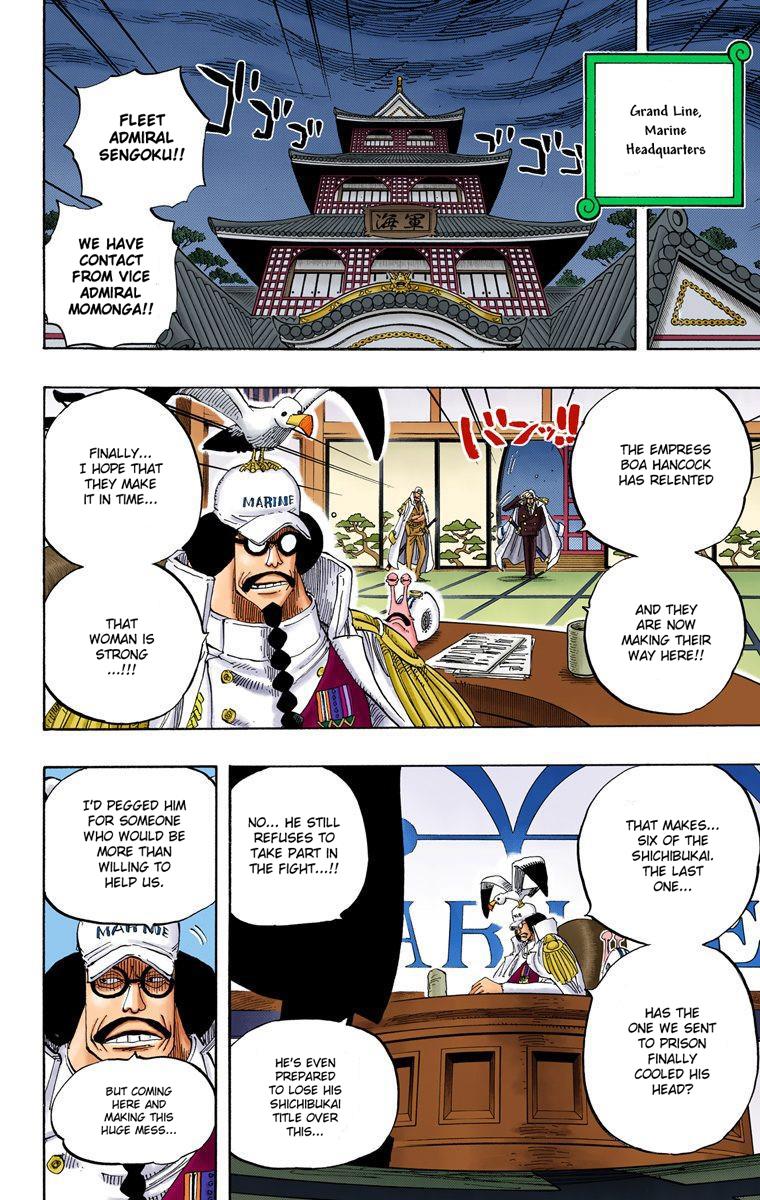 Grand Line,
Marine
Headquarters
ゴゴゴ
ゴゴゴ
海軍
FLEET
ADMIRAL
SENGOKU!!
WE HAVE
CONTACT
FROM VICE
ADMIRAL
MOMONGA!!
THE EMPRESS
BOA HANCOCK
HAS RELENTED
AND THEY
ARE NOW
MAKING THEIR
WAY HERE!!
バンッ!!
MARINE
FINALLY...
I HOPE THAT
THEY MAKE
IT IN TIME...
THAT
WOMAN IS
STRONG
...!!!
THAT MAKES...
SIX OF THE
SHICHIBUKAI.
THE LAST
ONE...
HAS THE
ONE WE SENT
TO PRISON
FINALLY
COOLED HIS
HEAD?
ARINE
NO... HE STILL
REFUSES TO
TAKE PART IN
THE FIGHT...!!
HE'S EVEN
PREPARED
TO LOSE HIS
SHICHIBUKAI
TITLE OVER
THIS...
I'D PEGGED HIM
FOR SOMEONE
WHO WOULD BE
MORE THAN
WILLING TO
HELP US.
MARINE
BUT COMING
HERE AND
MAKING THIS
HUGE MESS...